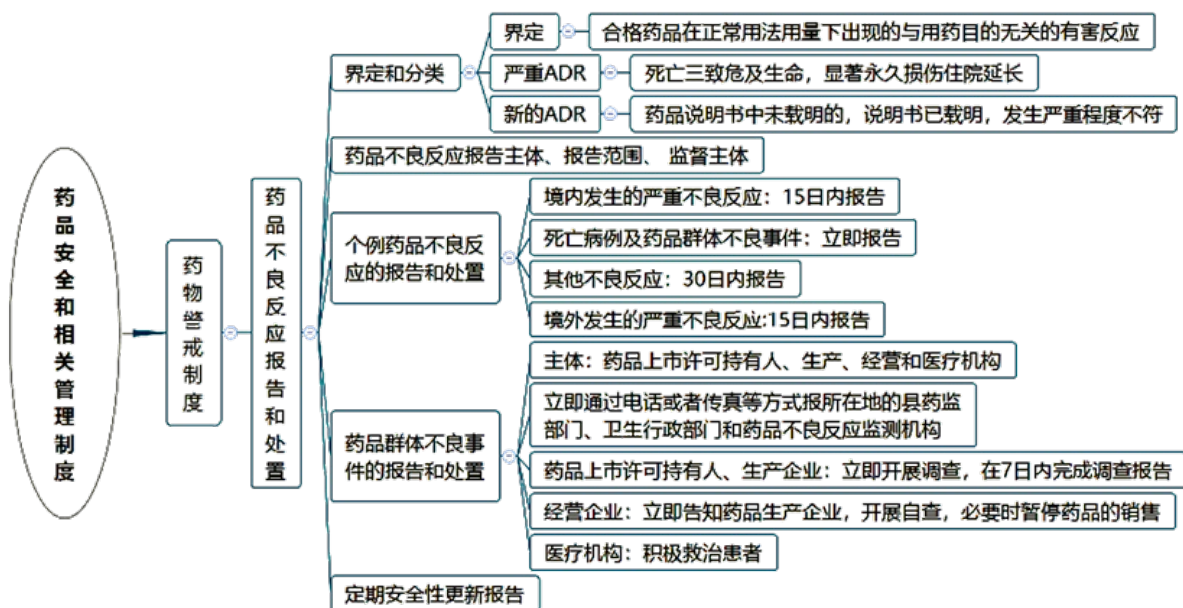 药品安全和相关管理制度
药物警戒制度
药品不良反应报告和处置
界定和分类
界定
合格药品在正常用法用量下出现的与用药目的无关的有害反应
严重ADR
死亡三致危及生命，显著永久损伤住院延长
新的ADR
药品说明书中未载明的，说明书已载明，发生严重程度不符
药品不良反应报告主体、报告范围、 监督主体
个例药品不良反
应的报告和处置
境内发生的严重不良反应：15日内报告
死亡病例及药品群体不良事件：立即报告
其他不良反应：30日内报告
境外发生的严重不良反应:15日内报告
药品群体不良事
件的报告和处置
主体：药品上市许可持有人、生产、经营和医疗机构
立即通过电话或者传真等方式报所在地的县药监
部门、卫生行政部门和药品不良反应监测机构
药品上市许可持有人、生产企业：立即开展调查，在7日内完成调查报告
经营企业：立即告知药品生产企业，开展自查，必要时暂停药品的销售
医疗机构：积极救治患者
定期安全性更新报告